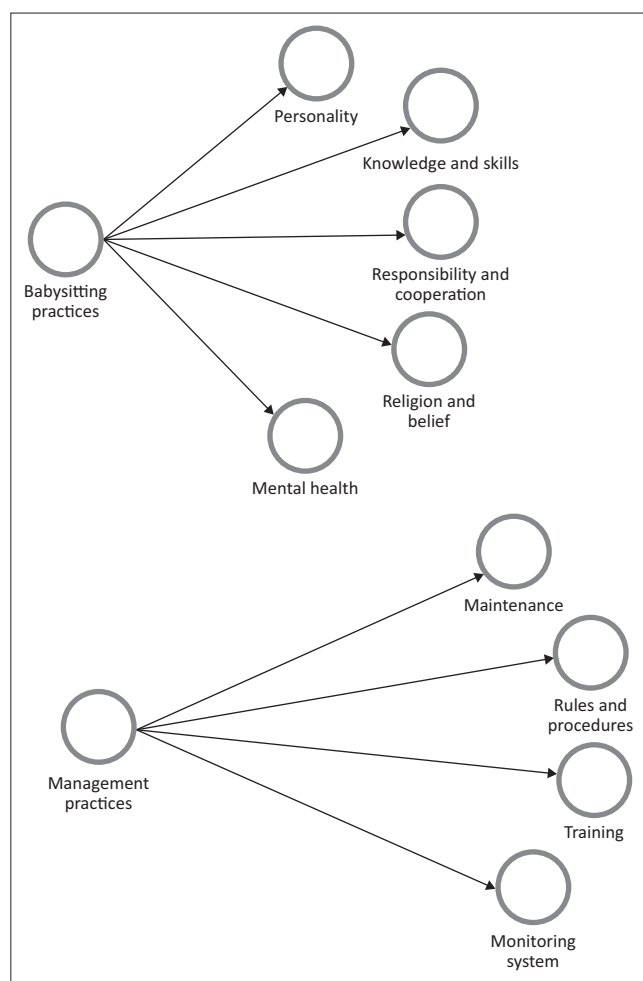 Personality
Knowledge and skills
Responsibility and
cooperation
Babysitting
practices
Religion and
belief
Mental health
Maintenance
Rules and
procedures
Management
practices
Training
Monitoring
system